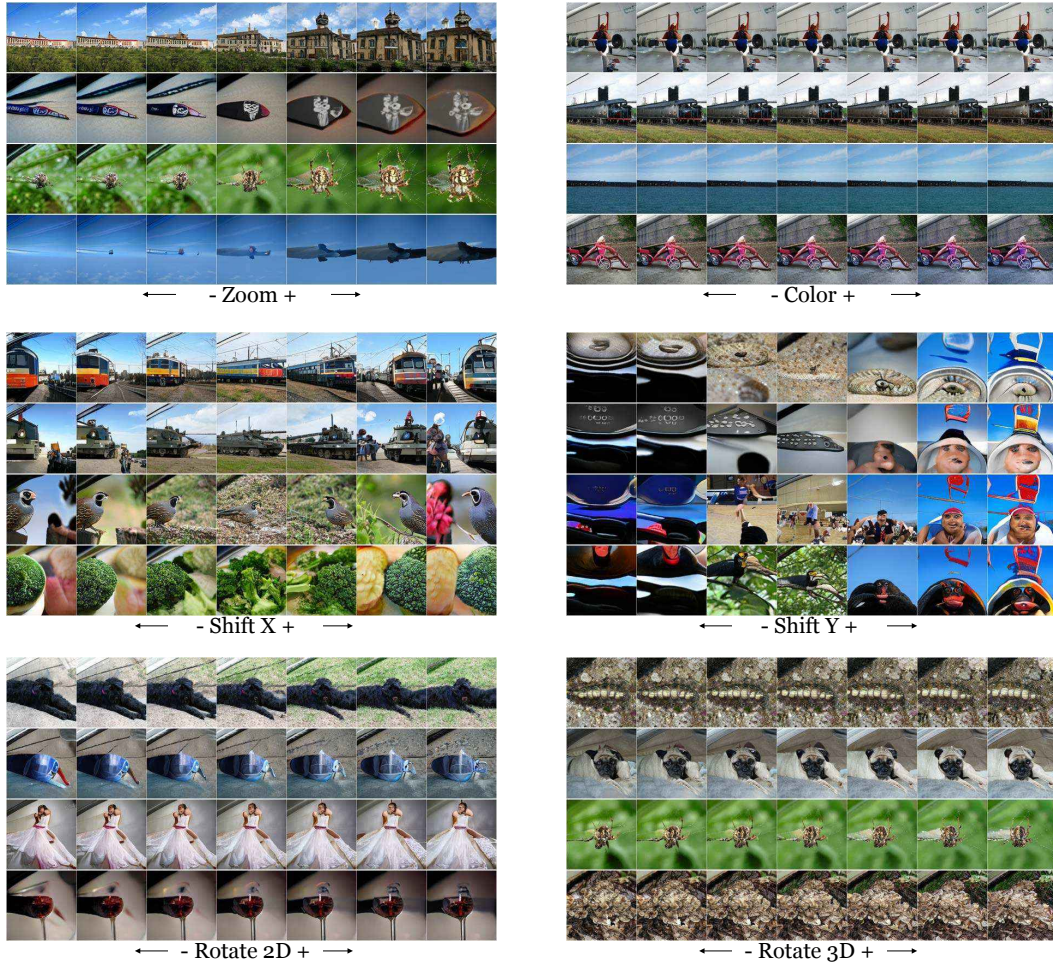 - Zoom +
- Color +
- Shift X +
- Shift Y +
- Rotate 2D +
- Rotate 3D +